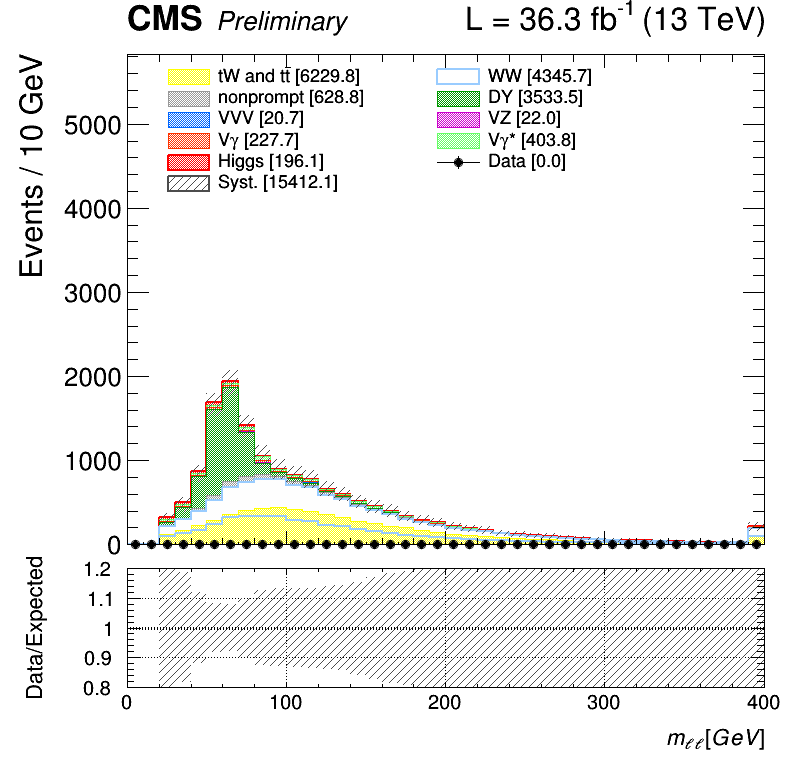 CMS Preliminary L = 36.3 fb⁻¹ (13 TeV)
Events / 10 GeV
tW and tt̄ [6229.8]
WW [4345.7]
nonprompt [628.8]
DY [3533.5]
VVV [20.7]
VZ [22.0]
Vγ [227.7]
Vγ* [403.8]
Higgs [196.1]
Data [0.0]
Syst. [15412.1]
5000
4000
3000
2000
1000
0
Data/Expected
1.2
1.1
1
0.9
0.8
0 100 200 300 400
mℓℓ[GeV]